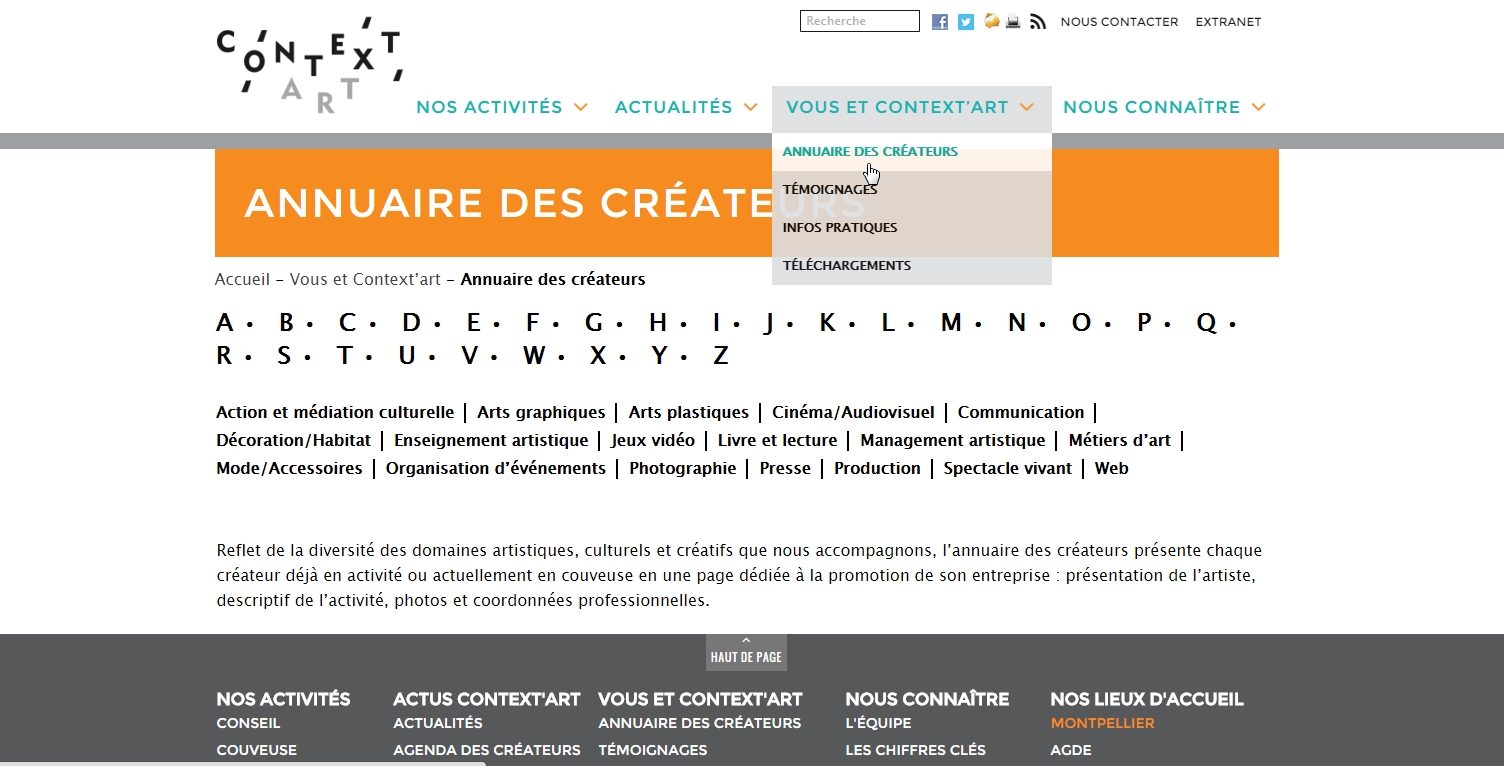 CONTEXT'
ART
Recherche
NOUS CONTACTER EXTRANET
NOS ACTIVITÉS ACTUALITÉS VOUS ET CONTEXT'ART NOUS CONNAÎTRE
ANNUAIRE DES CRÉATEURS
TÉMOIGNAGES
INFOS PRATIQUES
TÉLÉCHARGEMENTS
ANNUAIRE DES CRÉATEURS
Accueil – Vous et Context’art – Annuaire des créateurs
A • B • C • D • E • F • G • H • I • J • K • L • M • N • O • P • Q •
R • S • T • U • V • W • X • Y • Z
Action et médiation culturelle | Arts graphiques | Arts plastiques | Cinéma/Audiovisuel | Communication |
Décoration/Habitat | Enseignement artistique | Jeux vidéo | Livre et lecture | Management artistique | Métiers d’art |
Mode/Accessoires | Organisation d’événements | Photographie | Presse | Production | Spectacle vivant | Web
Reflet de la diversité des domaines artistiques, culturels et créatifs que nous accompagnons, l’annuaire des créateurs présente chaque
créateur déjà en activité ou actuellement en couveuse en une page dédiée à la promotion de son entreprise : présentation de l’artiste,
descriptif de l’activité, photos et coordonnées professionnelles.
HAUT DE PAGE
NOS ACTIVITÉS ACTUS CONTEXT'ART VOUS ET CONTEXT'ART NOUS CONNAÎTRE NOS LIEUX D'ACCUEIL
CONSEIL ACTUALITÉS ANNUAIRE DES CRÉATEURS L'ÉQUIPE MONTPELLIER
COUVEUSE AGENDA DES CRÉATEURS TÉMOIGNAGES LES CHIFFRES CLÉS AGDE